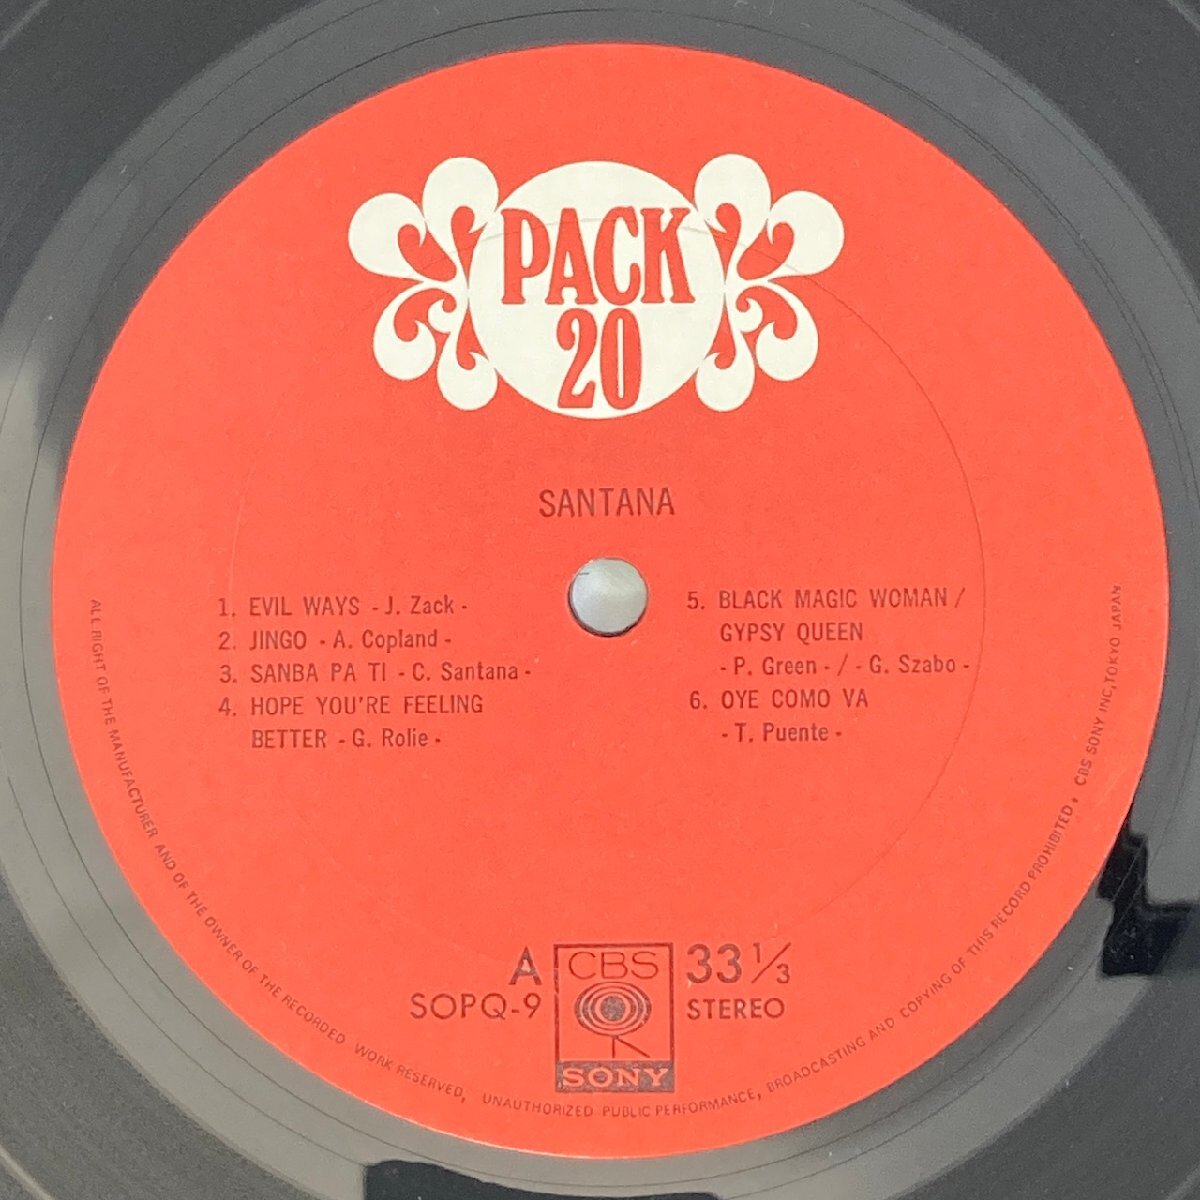 PACK
20
SANTANA
1. EVIL WAYS - J. Zack -
2. JINGO - A. Copland -
3. SANBA PA TI - C. Santana -
4. HOPE YOU'RE FEELING
BETTER - G. Rolie -
5. BLACK MAGIC WOMAN /
GYPSY QUEEN
- P. Green - / - G. Szabo -
6. OYE COMO VA
- T. Puente -
A
SOPQ-9
CBS
SONY
33 1/3
STEREO
ALL RIGHT OF THE MANUFACTURER AND OF THE OWNER OF THE RECORDED WORK RESERVED, UNAUTHORIZED PUBLIC PERFORMANCE, BROADCASTING AND COPYING OF THIS RECORD PROHIBITED, CBS SONY INC, TOKYO JAPAN